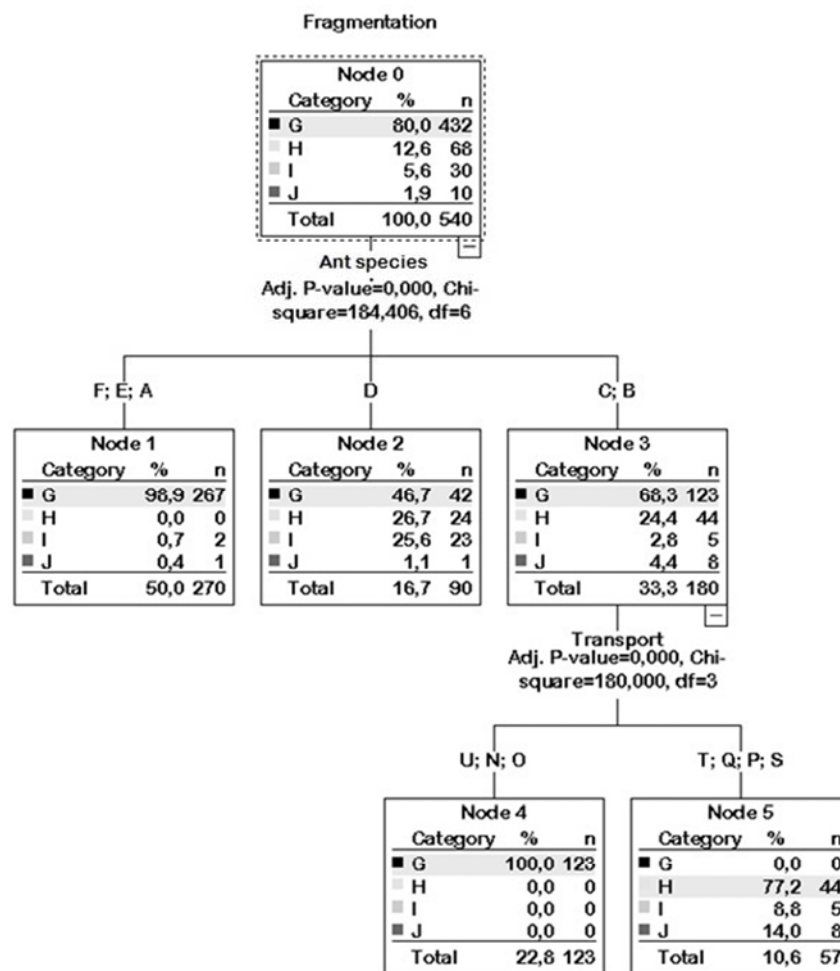 Fragmentation
Node 0
Category % n
G 80,0 432
H 12,6 68
I 5,6 30
J 1,9 10
Total 100,0 540
Ant species
Adj. P-value=0,000, Chi-
square=184,406, df=6
F; E; A
D
C; B
Node 1
Category % n
G 98,9 267
H 0,0 0
I 0,7 2
J 0,4 1
Total 50,0 270
Node 2
Category % n
G 46,7 42
H 26,7 24
I 25,6 23
J 1,1 1
Total 16,7 90
Node 3
Category % n
G 68,3 123
H 24,4 44
I 2,8 5
J 4,4 8
Total 33,3 180
Transport
Adj. P-value=0,000, Chi-
square=180,000, df=3
U; N; O
T; Q; P; S
Node 4
Category % n
G 100,0 123
H 0,0 0
I 0,0 0
J 0,0 0
Total 22,8 123
Node 5
Category % n
G 0,0 0
H 77,2 44
I 8,8 5
J 14,0 8
Total 10,6 57